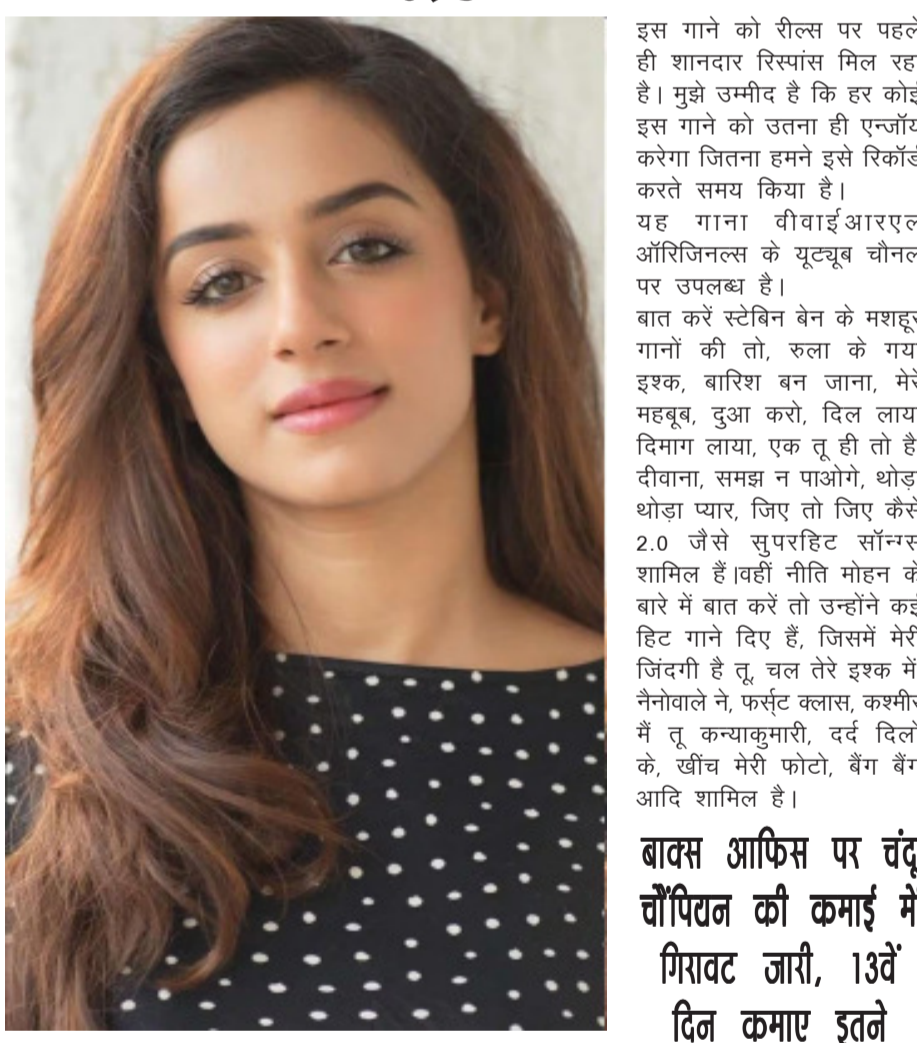 इस गाने को रील्स पर पहले
ही शानदार रिस्पांस मिल रहा
है। मुझे उम्मीद है कि हर कोई
इस गाने को उतना ही एन्जॉय
करेगा जितना हमने इसे रिकॉर्ड
करते समय किया है।
यह गाना वीवाईआरएल
ऑरिजिनल्स के यूट्यूब चौनल
पर उपलब्ध है।
बात करें स्टेबिन बेन के मशहूर
गानों की तो, रुला के गया
इश्क, बारिश बन जाना, मेरे
महबूब, दुआ करो, दिल लाया
दिमाग लाया, एक तू ही तो है
दीवाना, समझ न पाओगे, थोड़ा
थोड़ा प्यार, जिए तो जिए कैसे
2.0 जैसे सुपरहिट सॉन्ग्स
शामिल हैं।वहीं नीति मोहन के
बारे में बात करें तो उन्होंने कई
हिट गाने दिए हैं, जिसमें मेरी
जिंदगी है तू, चल तेरे इश्क में
नैनोवाले ने, फर्स्ट क्लास, कश्मीर
मैं तू कन्याकुमारी, दर्द दिलो
के, खींच मेरी फोटो, बैंग बैंग
आदि शामिल है।
बाक्स आफिस पर चंदू
चौंपियन की कमाई में
गिरावट जारी, 13वें
दिन कमाए इतने